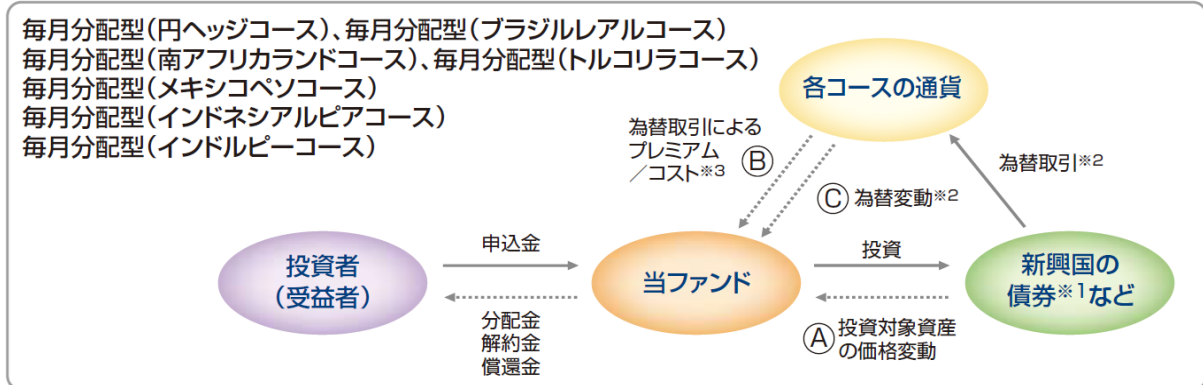 毎月分配型(円ヘッジコース)、毎月分配型(ブラジルレアルコース)
毎月分配型(南アフリカランドコース)、毎月分配型(トルコリラコース)
毎月分配型(メキシコペソコース)
毎月分配型(インドネシアルピアコース)
毎月分配型(インドルピーコース)
各コースの通貨
為替取引による
プレミアム
／コスト※3
Ⓑ
Ⓒ 為替変動※2
為替取引※2
投資者
(受益者)
申込金
分配金
解約金
償還金
当ファンド
投資
Ⓐ 投資対象資産
の価格変動
新興国の
債券※1など